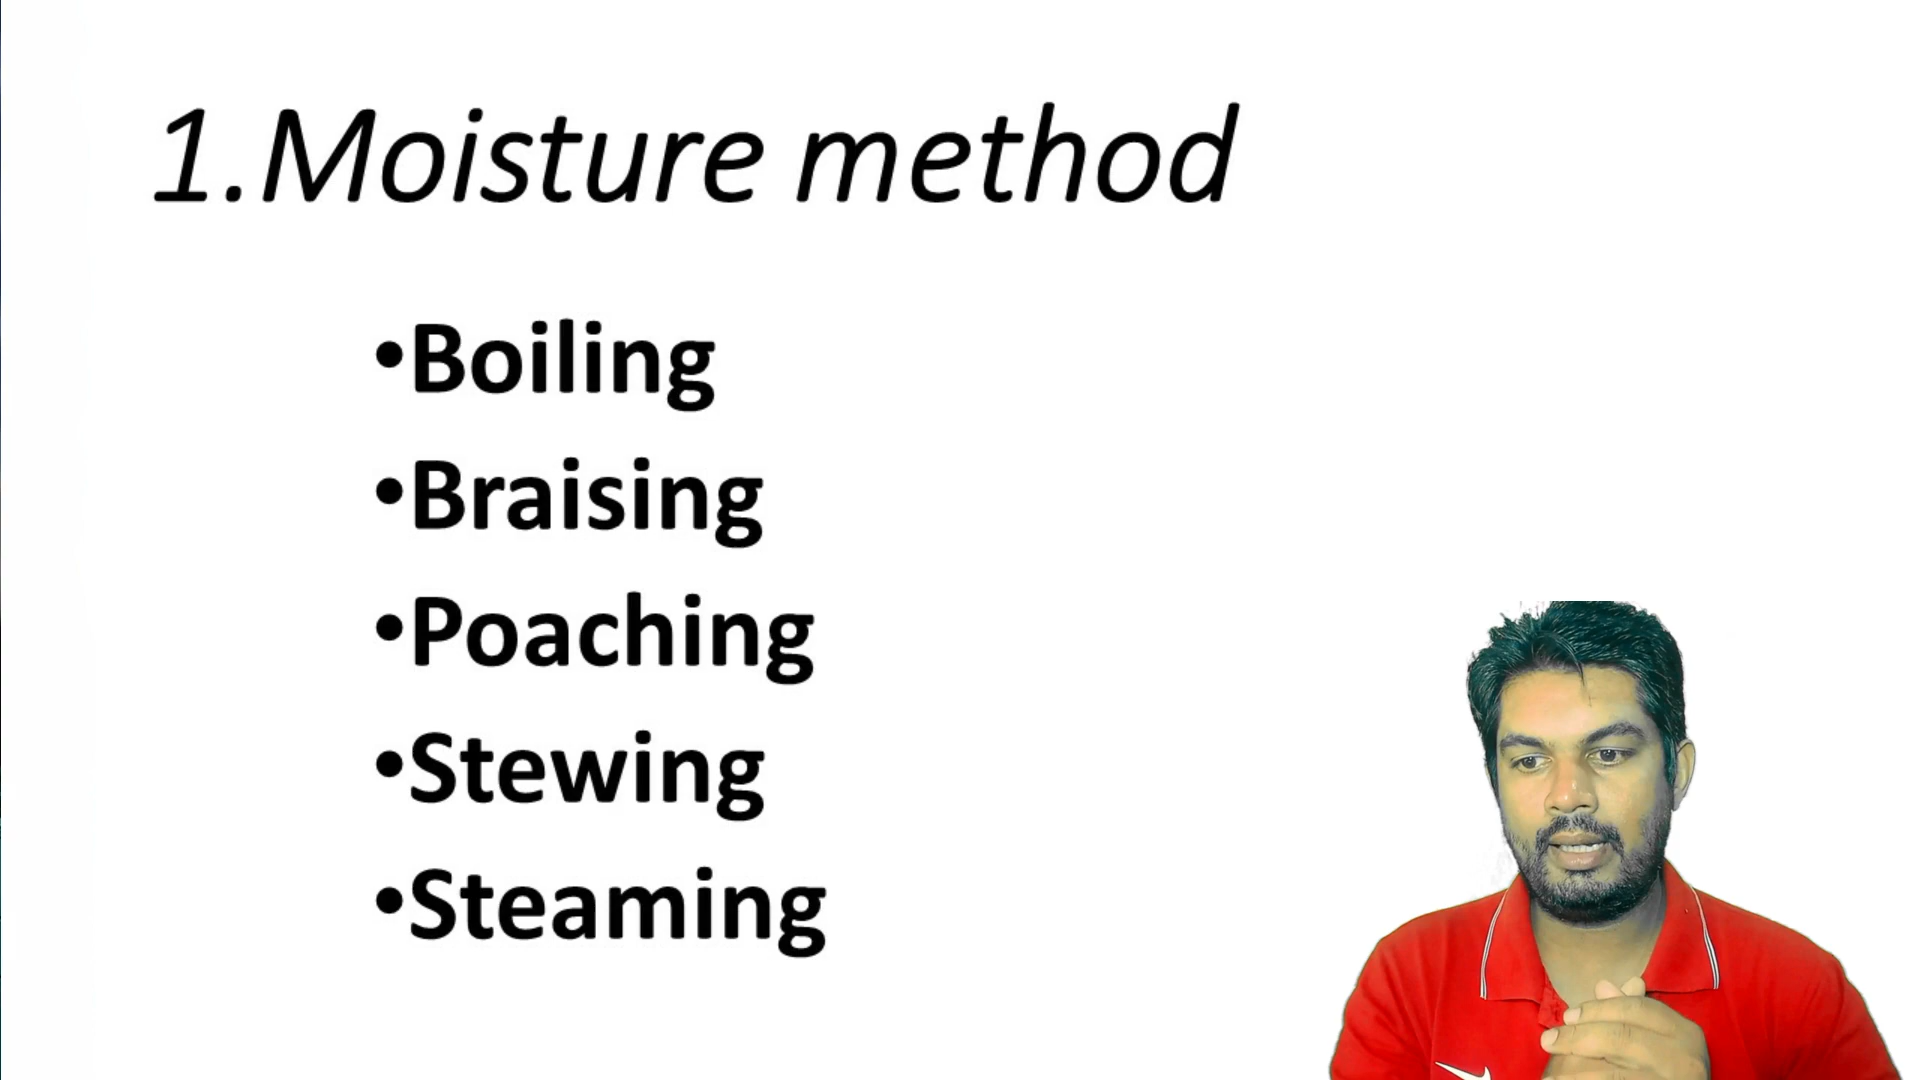 1.Moisture method
•Boiling
•Braising
•Poaching
•Stewing
•Steaming